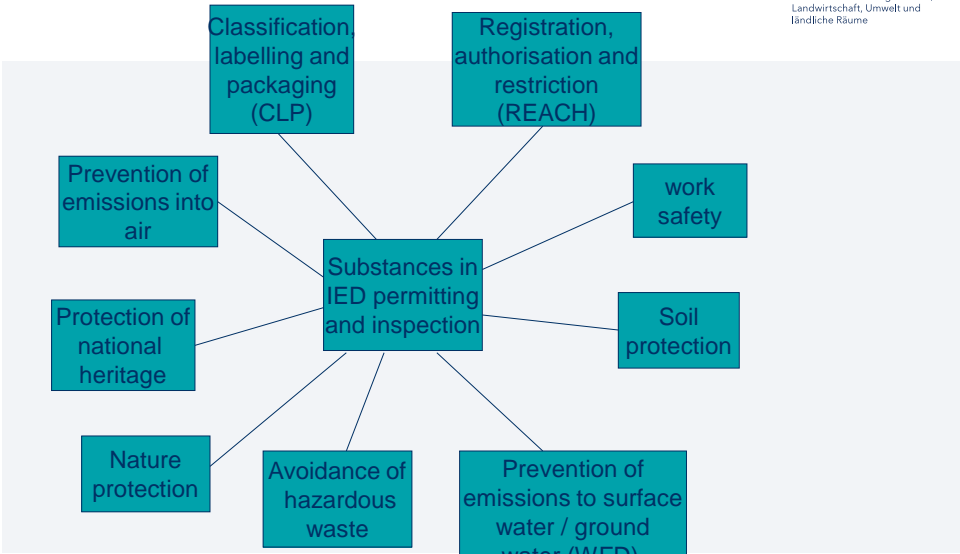 Landwirtschaft, Umwelt und
ländliche Räume
Classification,
labelling and
packaging
(CLP)
Registration,
authorisation and
restriction
(REACH)
Prevention of
emissions into
air
work
safety
Substances in
IED permitting
and inspection
Protection of
national
heritage
Soil
protection
Nature
protection
Avoidance of
hazardous
waste
Prevention of
emissions to surface
water / ground
water (WFD)